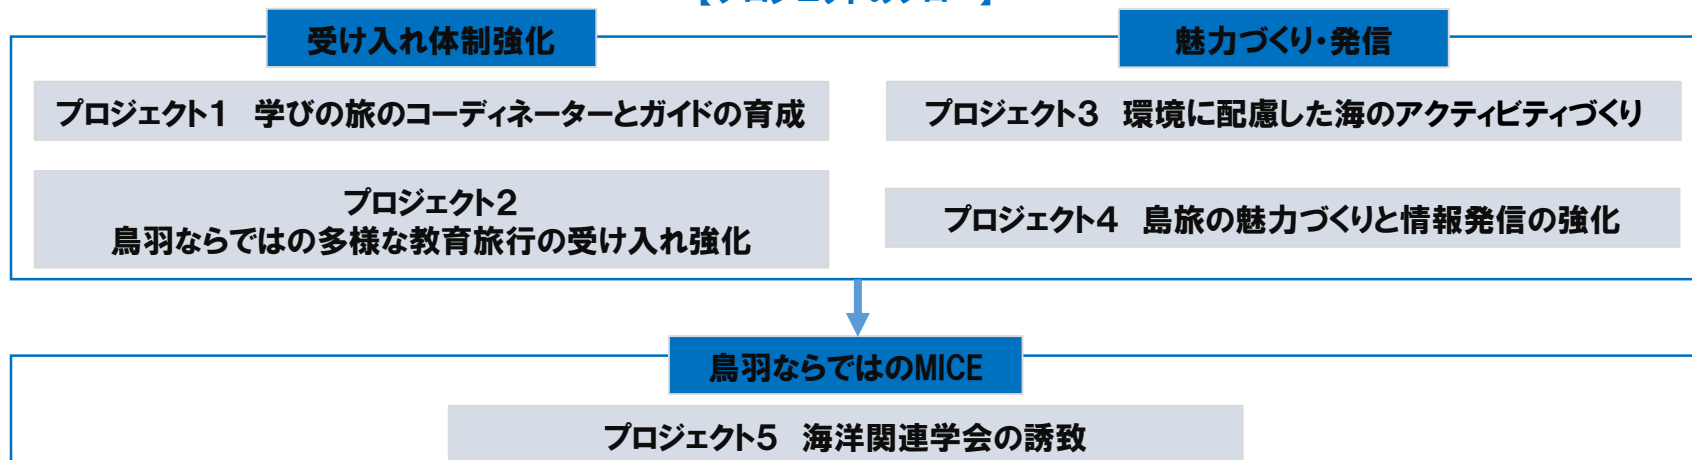 受け入れ体制強化
魅力づくり・発信
プロジェクト1 学びの旅のコーディネーターとガイドの育成
プロジェクト3 環境に配慮した海のアクティビティづくり
プロジェクト2
鳥羽ならではの多様な教育旅行の受け入れ強化
プロジェクト4 島旅の魅力づくりと情報発信の強化
鳥羽ならではのMICE
プロジェクト5 海洋関連学会の誘致